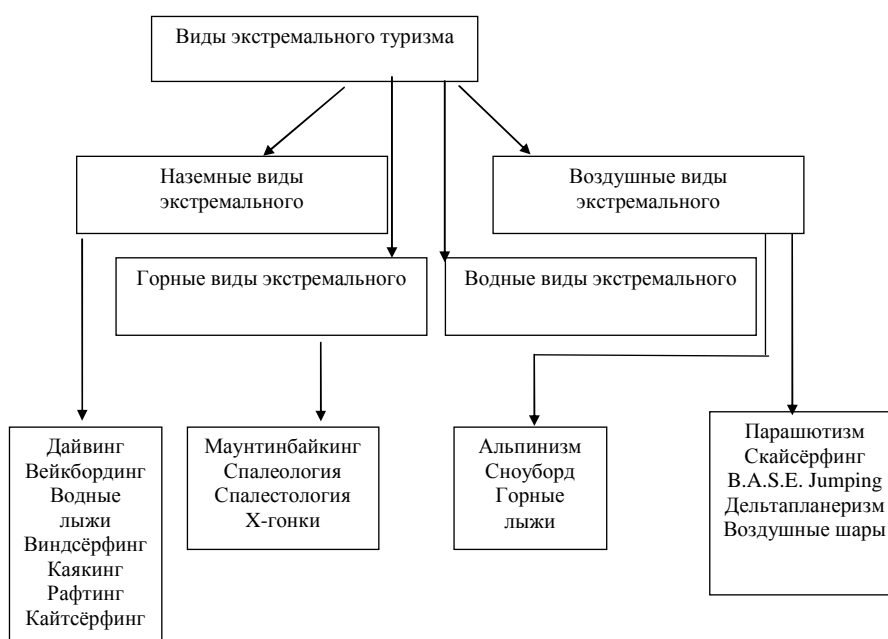 Виды экстремального туризма
Наземные виды
экстремального
Воздушные виды
экстремального
Горные виды экстремального
Водные виды экстремального
Дайвинг
Вейкбординг
Водные
лыжи
Виндсёрфинг
Каякинг
Рафтинг
Кайтсёрфинг
Маунтинбайкинг
Спалеология
Спалестология
Х-гонки
Альпинизм
Сноуборд
Горные
лыжи
Парашютизм
Скайсёрфинг
B.A.S.E. Jumping
Дельтапланеризм
Воздушные шары